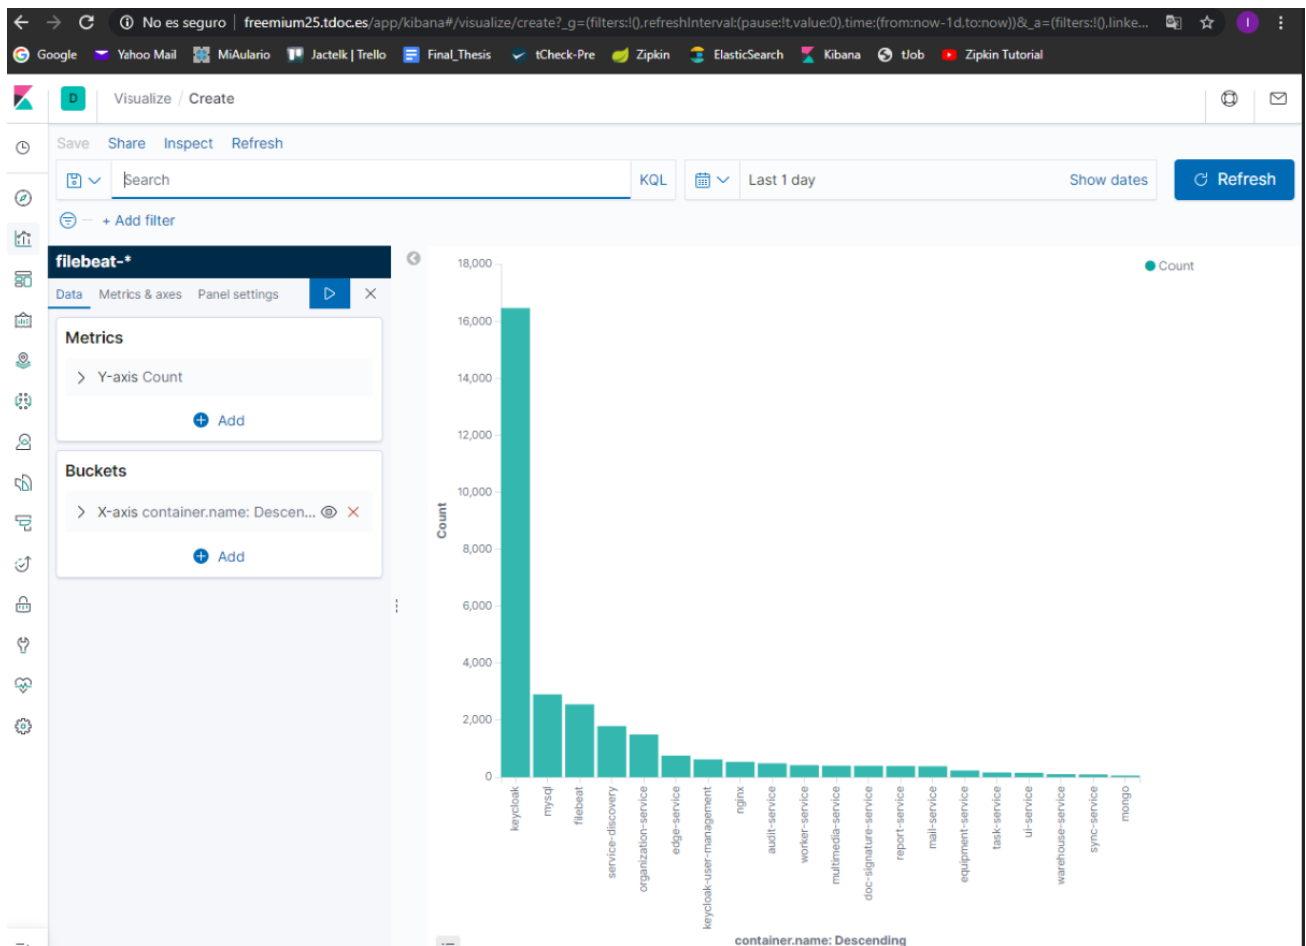 No es seguro | freemium25.tdoc.es/app/kibana#/visualize/create?_g=(filters:!(),refreshInterval:(pause:!t,value:0),time:(from:now-1d,to:now))&_a=(filters:!(),linke...
I
Google Yahoo Mail MiAulario Jactelk | Trello Final_Thesis tCheck-Pre Zipkin ElasticSearch Kibana tJob Zipkin Tutorial
D Visualize / Create
Save Share Inspect Refresh
Search KQL Last 1 day Show dates Refresh
+ Add filter
filebeat-*
Data Metrics & axes Panel settings
Metrics
Y-axis Count
Add
Buckets
X-axis container.name: Descen...
Add
Count
18,000
16,000
14,000
12,000
10,000
8,000
6,000
4,000
2,000
0
Count
keycloak
mysql
filebeat
service-discovery
organization-service
edge-service
keycloak-user-management
nginx
audit-service
worker-service
multimedia-service
doc-signature-service
report-service
mail-service
equipment-service
task-service
ui-service
warehouse-service
sync-service
mongo
container.name: Descending